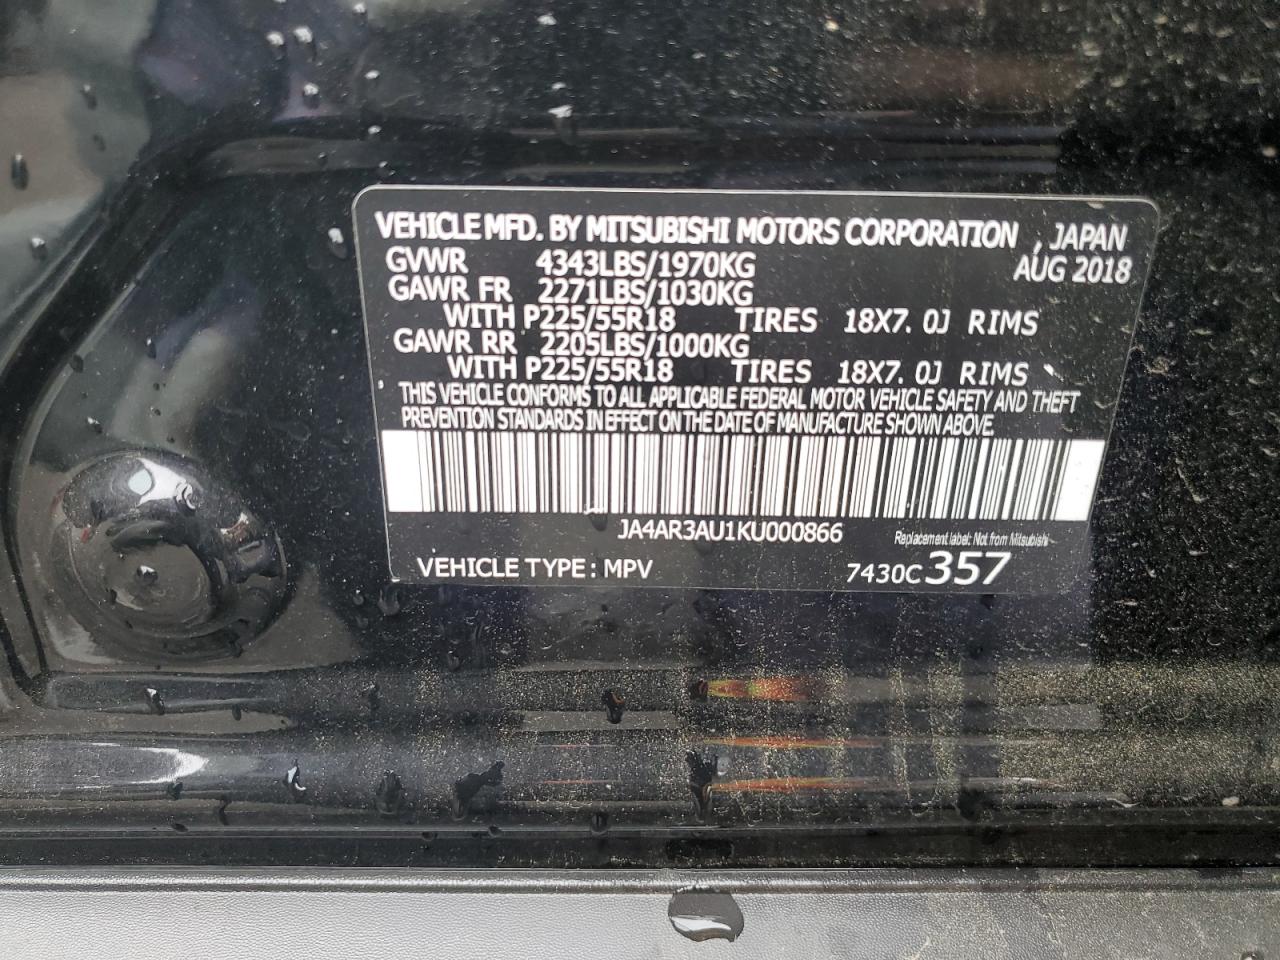 VEHICLE MFD. BY MITSUBISHI MOTORS CORPORATION , JAPAN
GVWR 4343LBS/1970KG AUG 2018
GAWR FR 2271LBS/1030KG
WITH P225/55R18 TIRES 18X7. 0J RIMS
GAWR RR 2205LBS/1000KG
WITH P225/55R18 TIRES 18X7. 0J RIMS
THIS VEHICLE CONFORMS TO ALL APPLICABLE FEDERAL MOTOR VEHICLE SAFETY AND THEFT
PREVENTION STANDARDS IN EFFECT ON THE DATE OF MANUFACTURE SHOWN ABOVE.
JA4AR3AU1KU000866 Replacement label: Not from Mitsubishi
VEHICLE TYPE: MPV 7430C 357